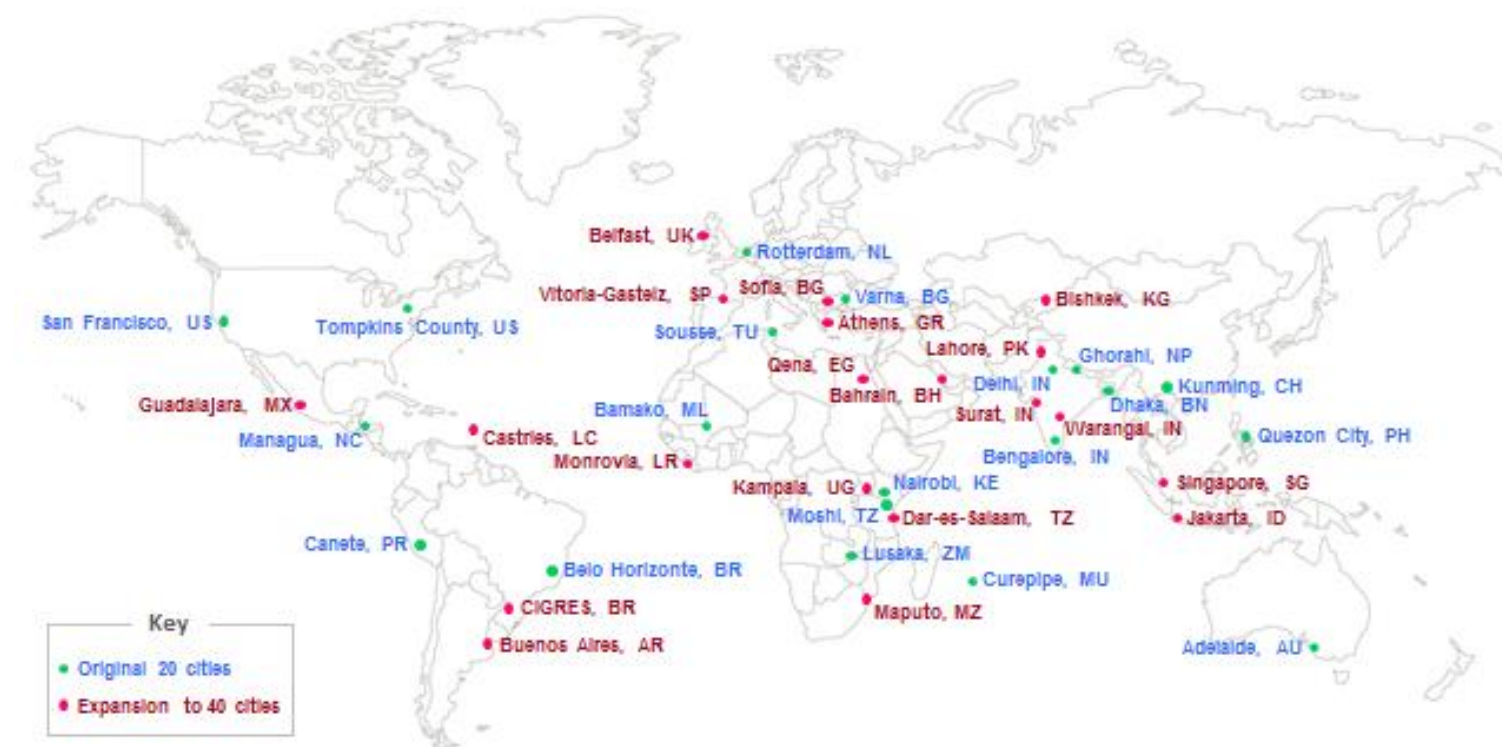 Belfast, UK
Rotterdam, NL
Vitoria-Gasteiz, SP
Sofia, BG
Varna, BG
Bishkek, KG
San Francisco, US
Tompkins County, US
Sousse, TU
Athens, GR
Lahore, PK
Ghorahi, NP
Qena, EG
Delhi, IN
Kunming, CH
Bahrain, BH
Dhaka, BN
Guadalajara, MX
Bamako, ML
Surat, IN
Warangal, IN
Managua, NC
Castries, LC
Quezon City, PH
Bengalore, IN
Monrovia, LR
Kampala, UG
Nairobi, KE
Singapore, SG
Moshi, TZ
Dar-es-Salaam, TZ
Jakarta, ID
Canete, PR
Lusaka, ZM
Belo Horizonte, BR
Curepipe, MU
CIGRES, BR
Maputo, MZ
Buenos Aires, AR
Adelaide, AU
Key
Original 20 cities
Expansion to 40 cities